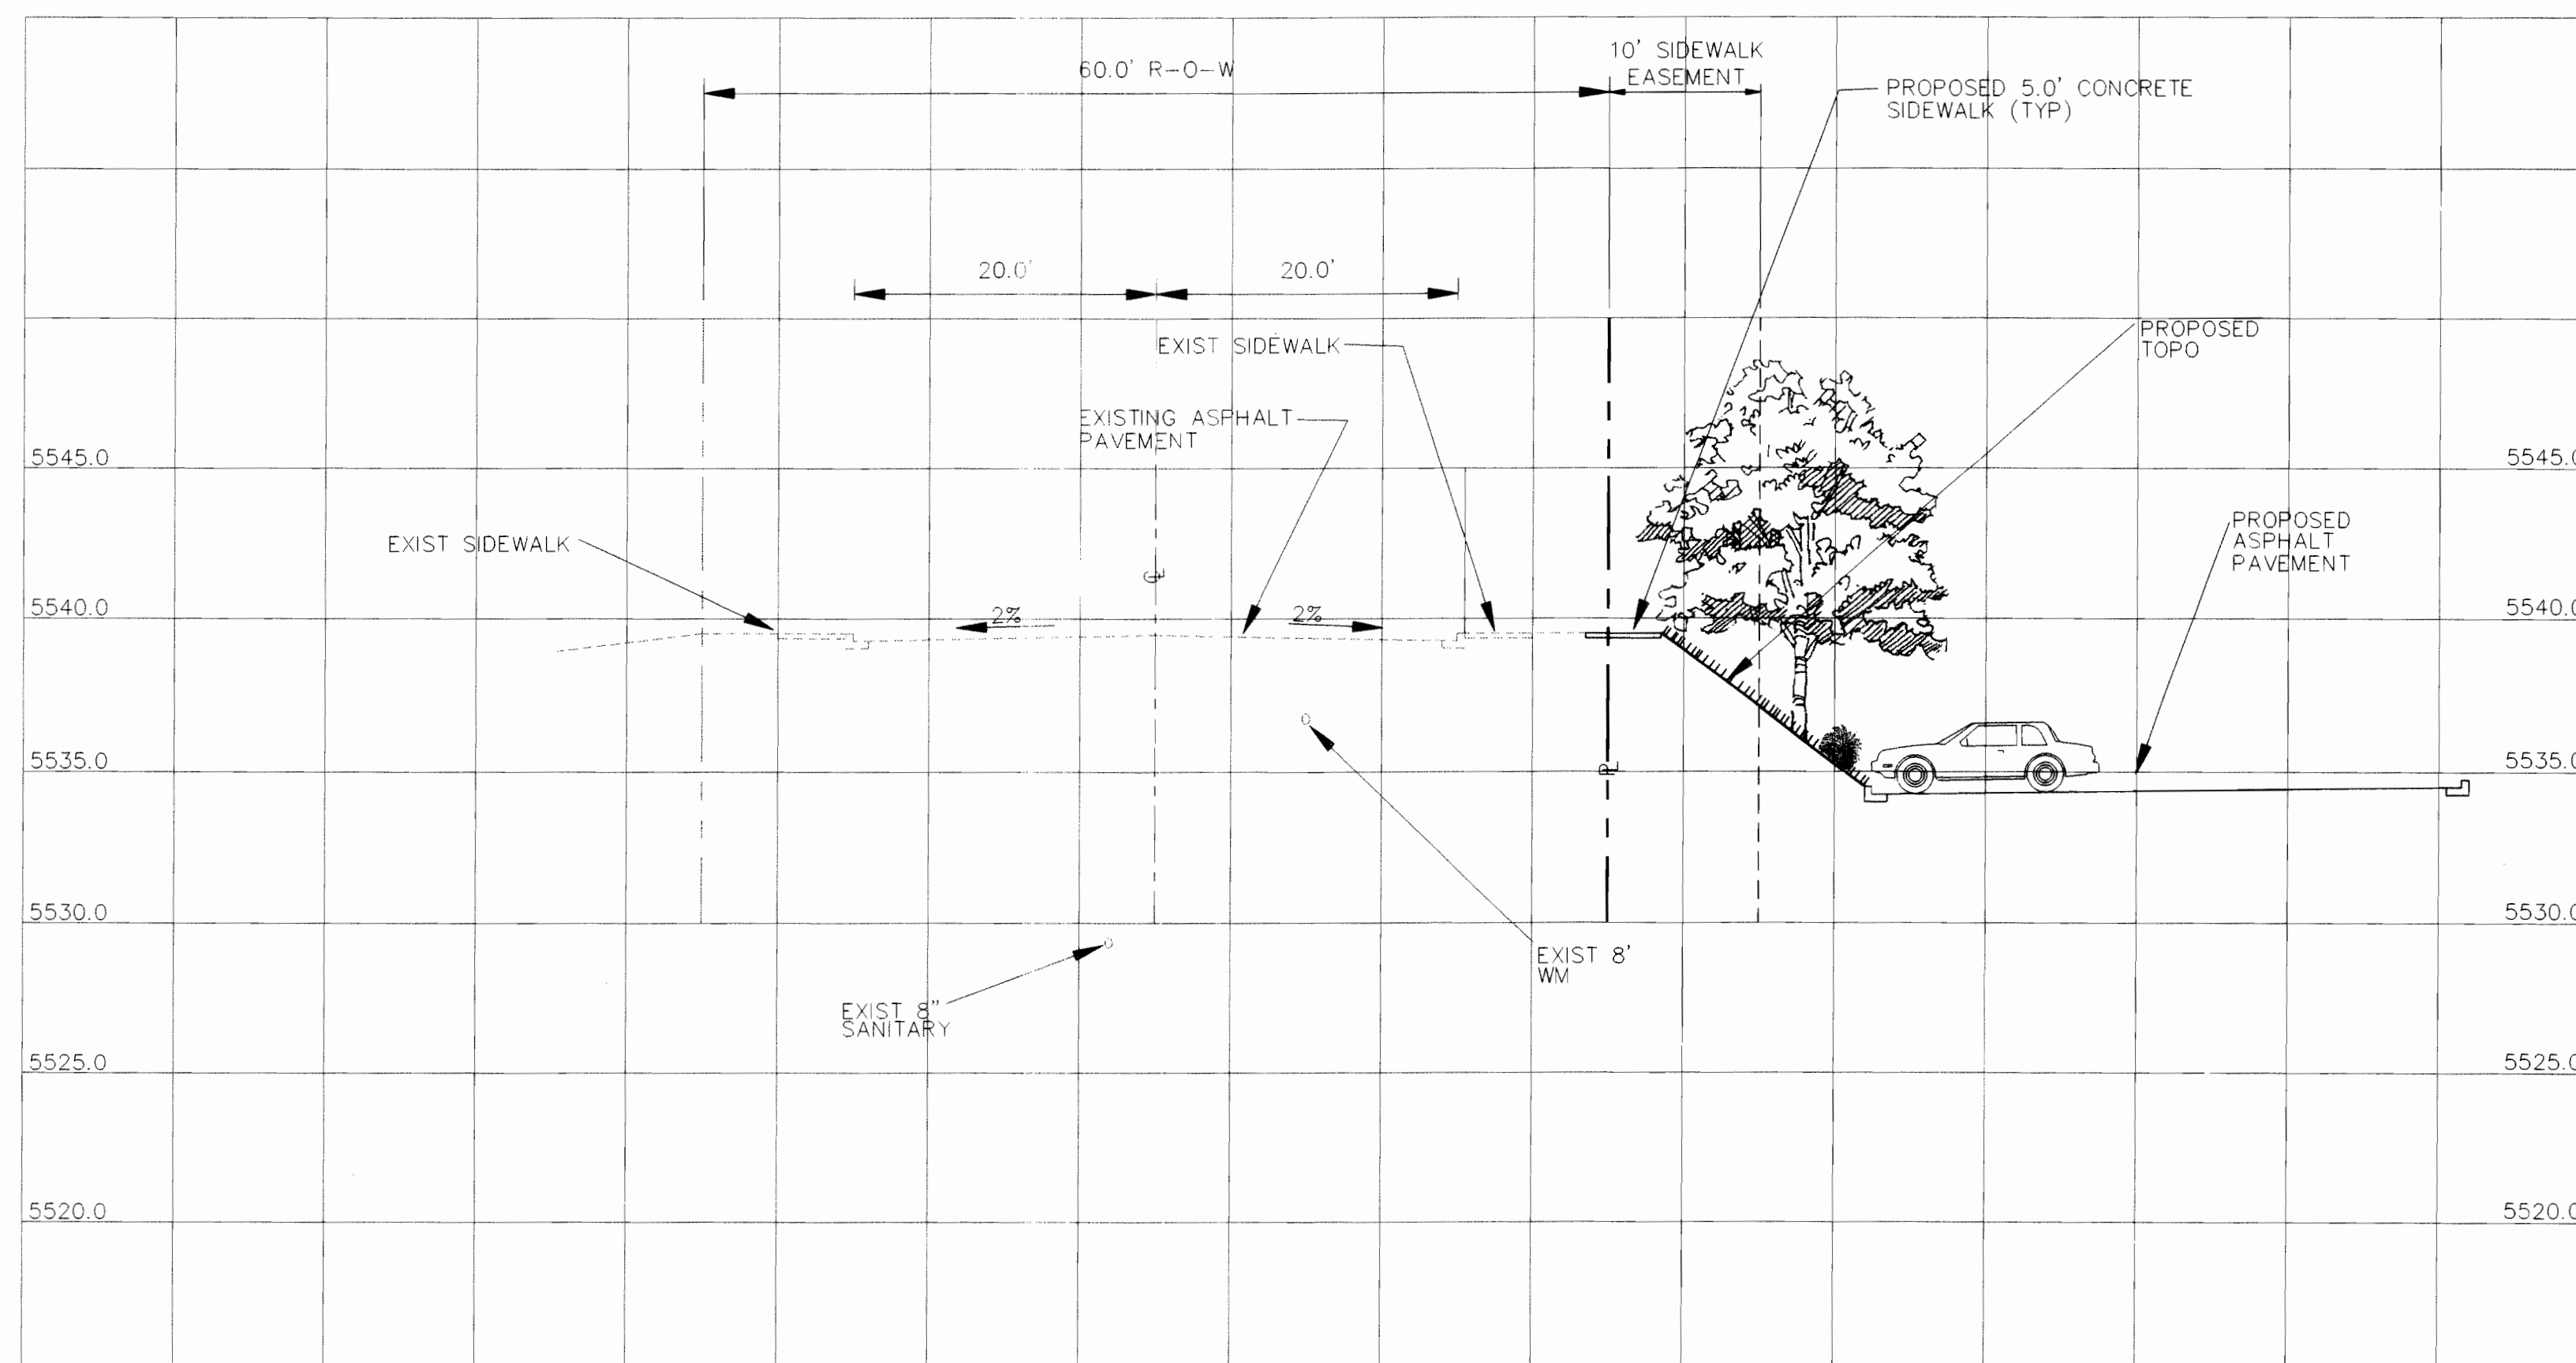 60.0' R-O-W
10' SIDEWALK
EASEMENT
PROPOSED 5.0' CONCRETE
SIDEWALK (TYP)
20.0'
20.0'
EXIST SIDEWALK
PROPOSED
TOPO
EXISTING ASPHALT
PAVEMENT
5545.0
5545.0
EXIST SIDEWALK
PROPOSED
ASPHALT
PAVEMENT
CL
5540.0
2%
2%
5540.0
5535.0
PL
5535.0
5530.0
5530.0
EXIST 8'
WM
EXIST 8"
SANITARY
5525.0
5525.0
5520.0
5520.0